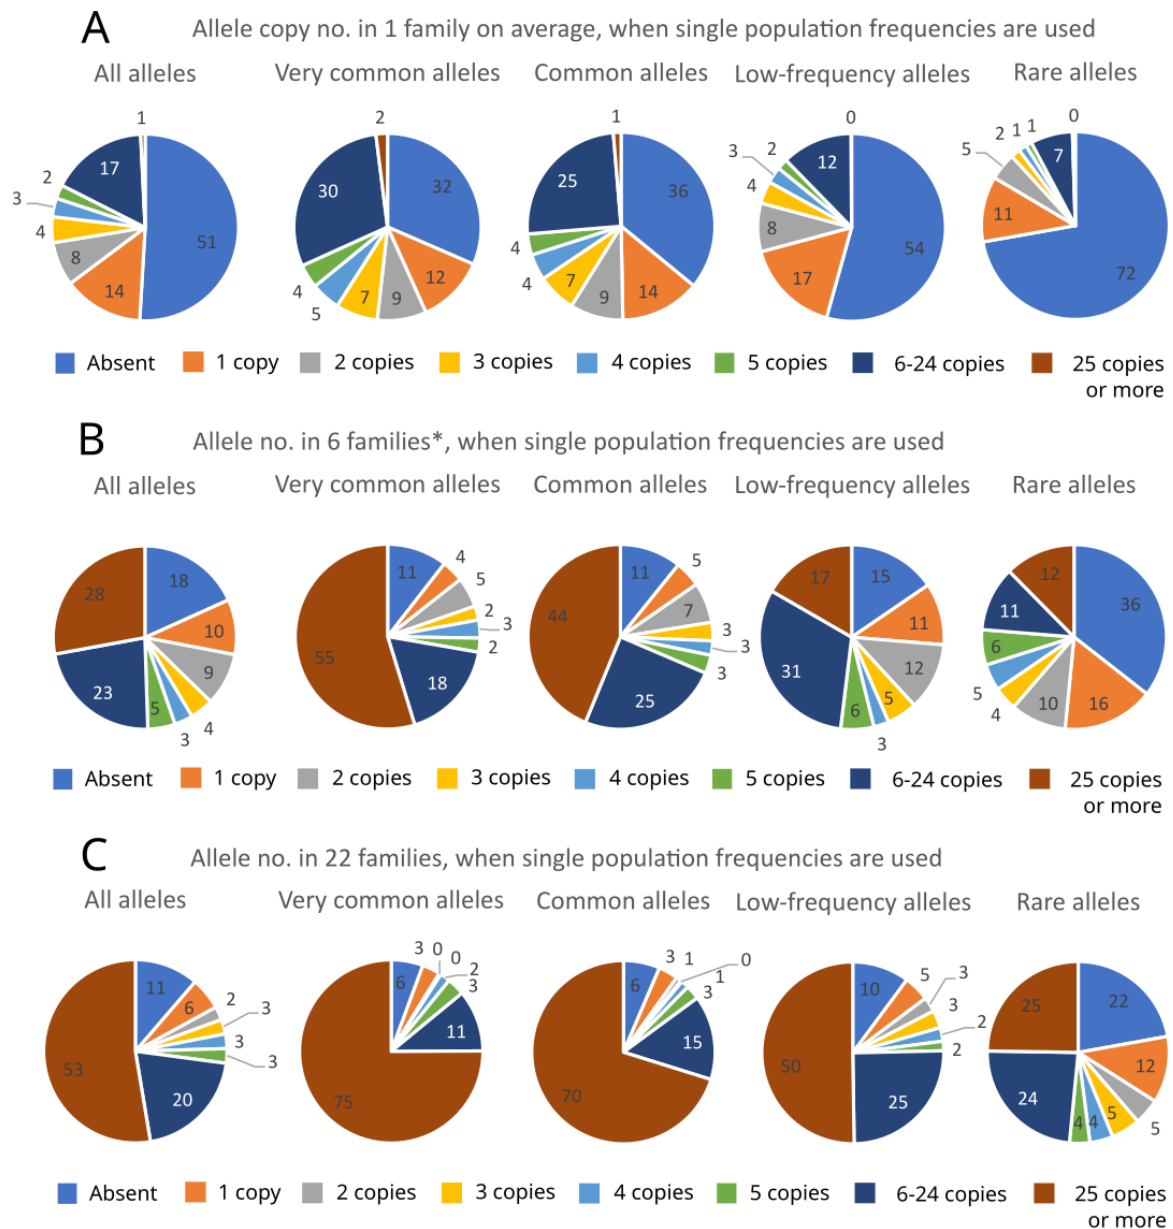 A
Allele copy no. in 1 family on average, when single population frequencies are used
All alleles
Very common alleles
Common alleles
Low-frequency alleles
Rare alleles
1
17
2
3
4
8
14
51
2
30
32
4
5
7
9
12
1
25
36
4
4
7
9
14
0
12
2
3
4
8
17
54
0
1
1
2
5
7
11
72
Absent
1 copy
2 copies
3 copies
4 copies
5 copies
6-24 copies
25 copies
or more
B
Allele no. in 6 families*, when single population frequencies are used
All alleles
Very common alleles
Common alleles
Low-frequency alleles
Rare alleles
28
18
10
9
4
3
5
23
11
4
5
2
3
2
18
55
11
5
7
3
3
3
25
44
17
15
11
12
5
3
6
31
12
36
11
6
5
4
10
16
Absent
1 copy
2 copies
3 copies
4 copies
5 copies
6-24 copies
25 copies
or more
C
Allele no. in 22 families, when single population frequencies are used
All alleles
Very common alleles
Common alleles
Low-frequency alleles
Rare alleles
11
6
2
3
3
3
20
53
6
3
0
0
2
3
11
75
6
3
1
0
1
3
15
70
10
5
3
3
2
2
25
50
25
22
12
5
5
4
4
24
Absent
1 copy
2 copies
3 copies
4 copies
5 copies
6-24 copies
25 copies
or more